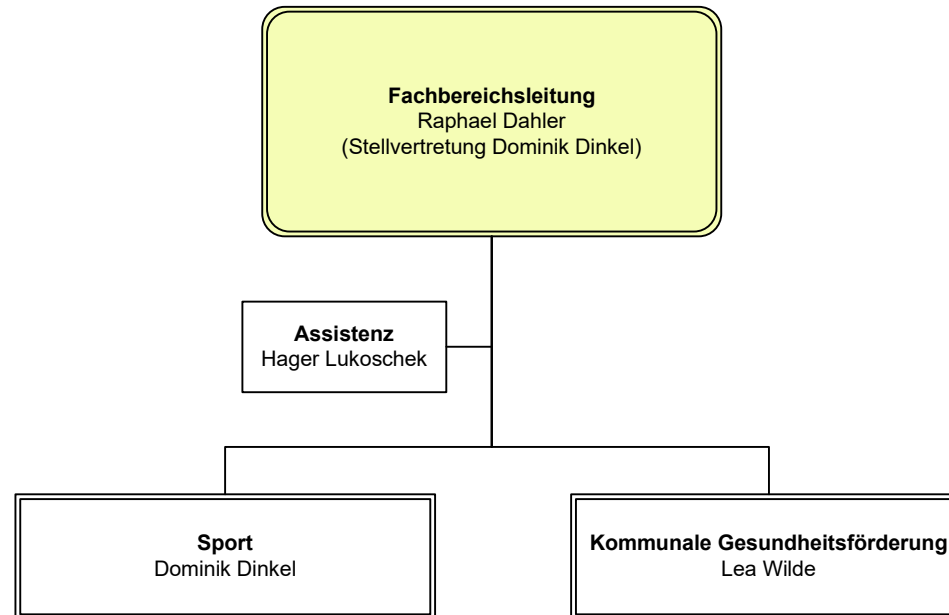 Fachbereichsleitung
Raphael Dahler
(Stellvertretung Dominik Dinkel)
Assistenz
Hager Lukoschek
Sport
Dominik Dinkel
Kommunale Gesundheitsförderung
Lea Wilde